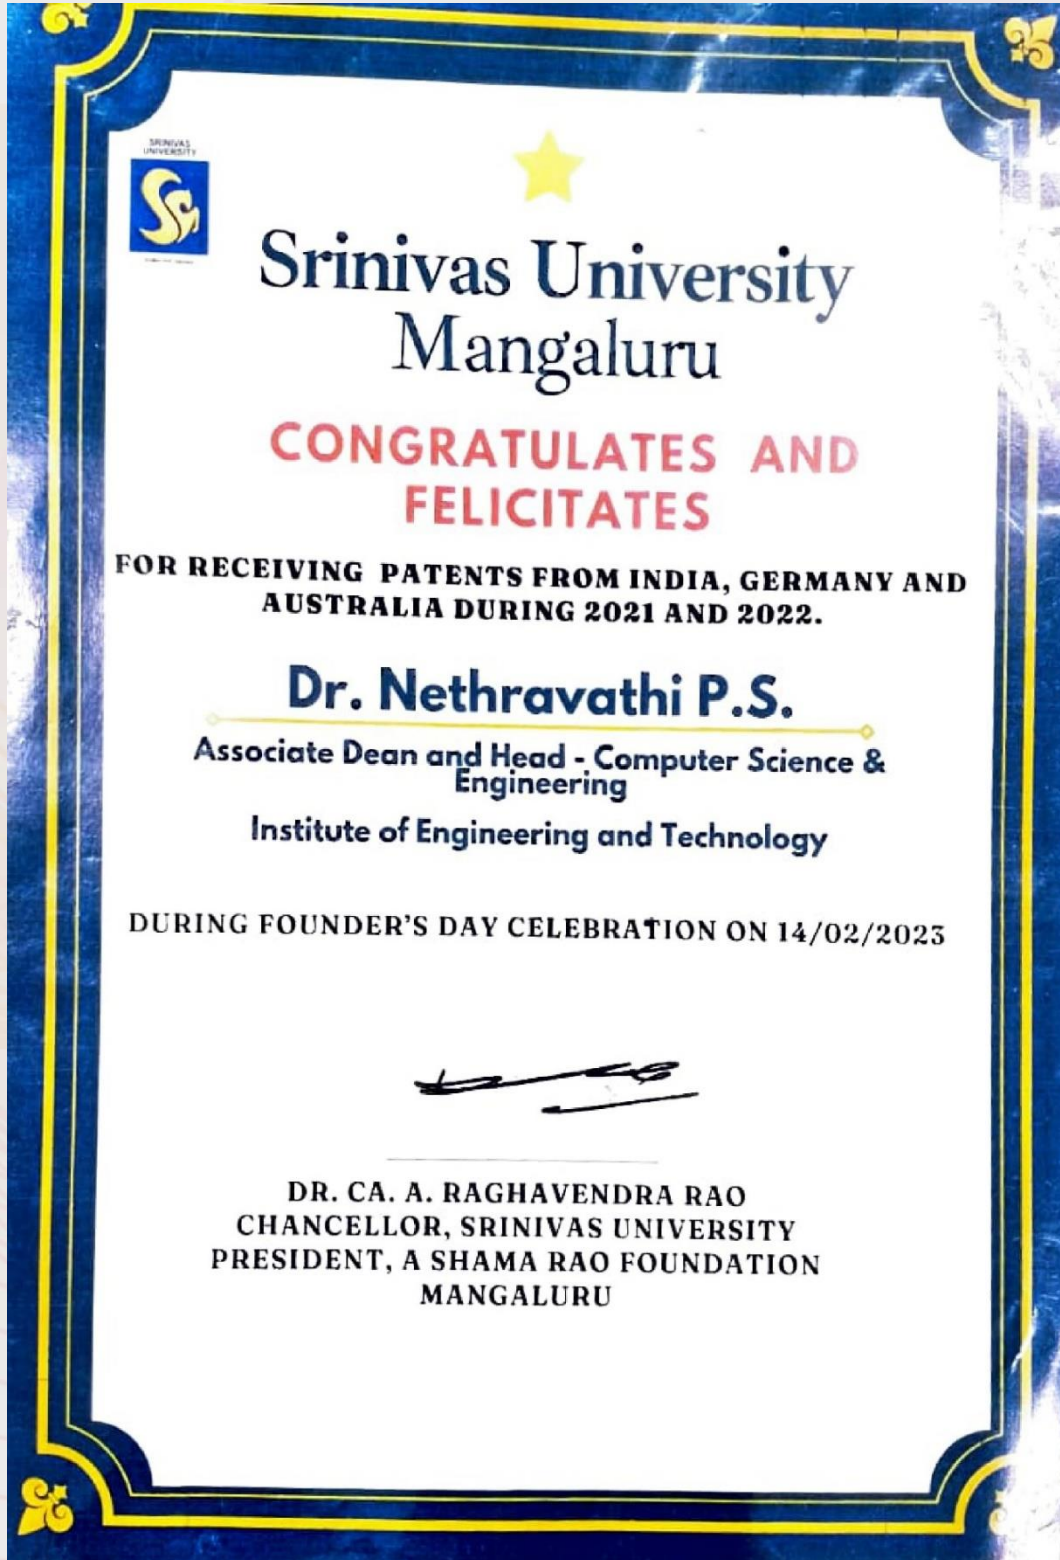 SRINIVAS
UNIVERSITY
Srinivas University
Mangaluru
CONGRATULATES AND
FELICITATES
FOR RECEIVING PATENTS FROM INDIA, GERMANY AND
AUSTRALIA DURING 2021 AND 2022.
Dr. Nethravathi P.S.
Associate Dean and Head - Computer Science &
Engineering
Institute of Engineering and Technology
DURING FOUNDER'S DAY CELEBRATION ON 14/02/2023
DR. CA. A. RAGHAVENDRA RAO
CHANCELLOR, SRINIVAS UNIVERSITY
PRESIDENT, A SHAMA RAO FOUNDATION
MANGALURU